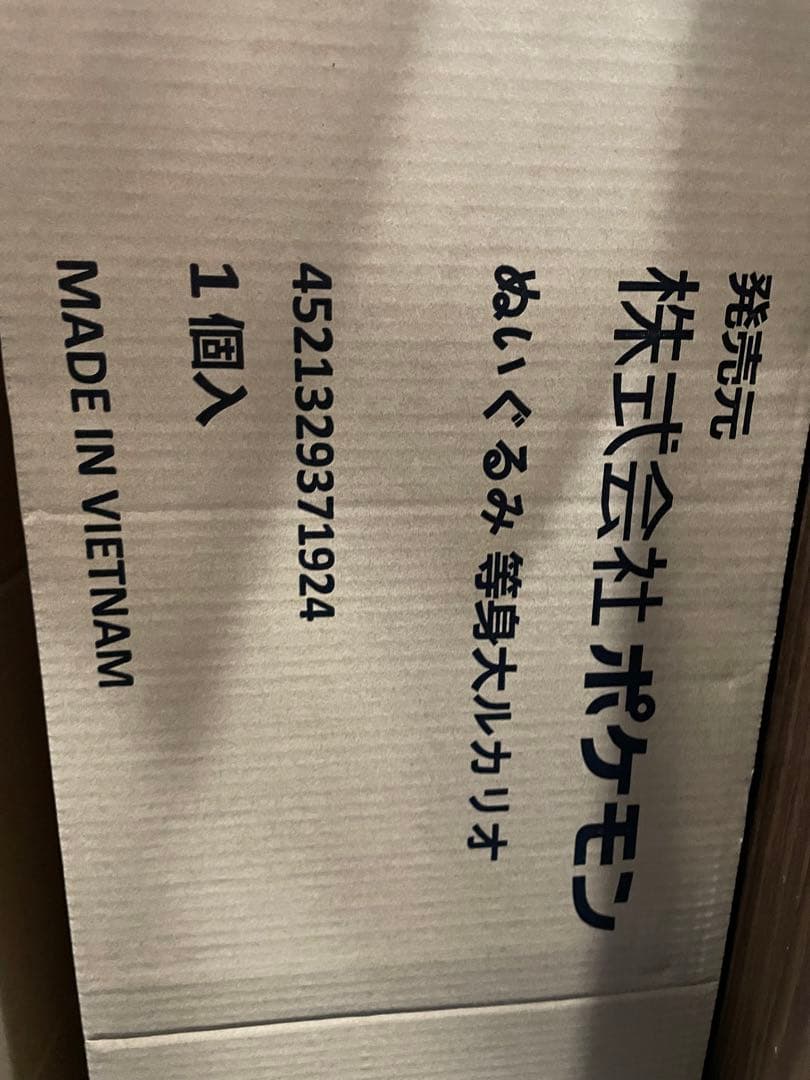 発売元
株式会社 ポケモン
ぬいぐるみ 等身大ルカリオ
4521329371924
1個入
MADE IN VIETNAM